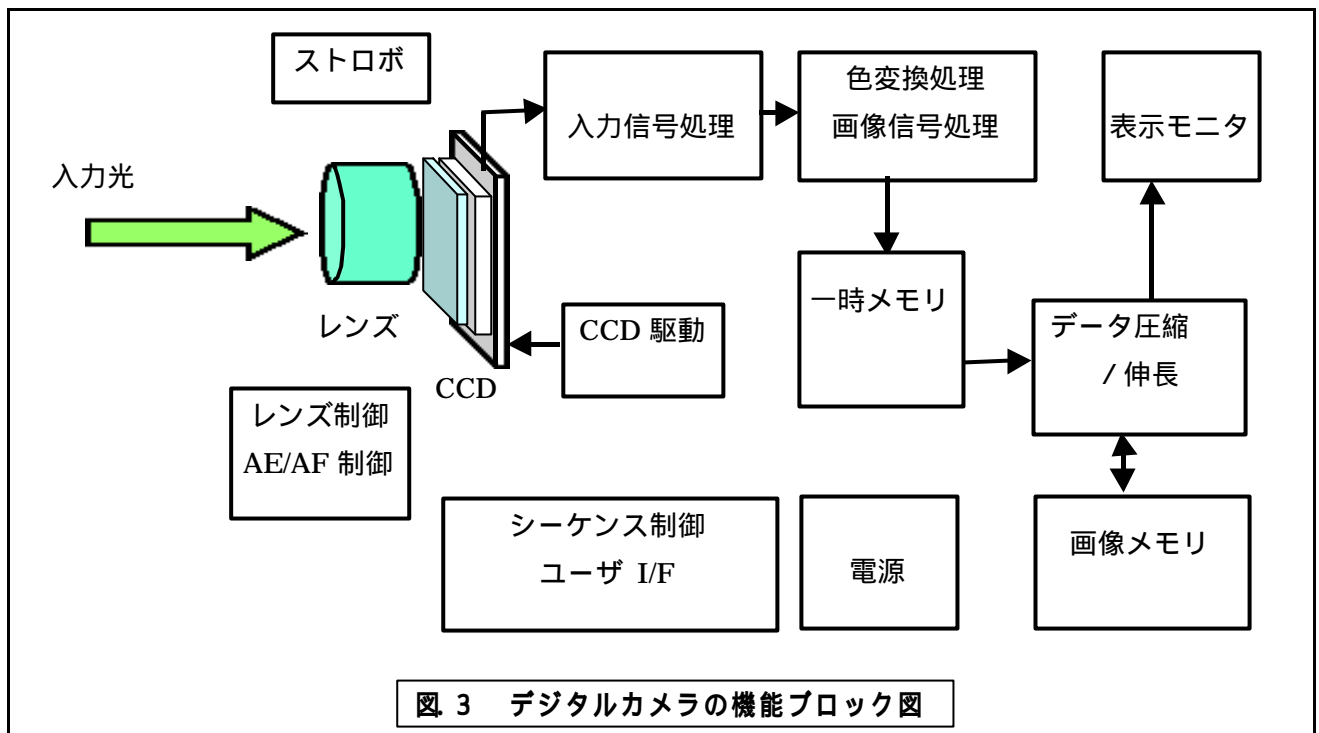 ストロボ
入力信号処理
色変換処理
画像信号処理
表示モニタ
入力光
レンズ
CCD
CCD 駆動
一時メモリ
データ圧縮
/ 伸長
レンズ制御
AE/AF 制御
シーケンス制御
ユーザ I/F
電源
画像メモリ
図. 3 デジタルカメラの機能ブロック図